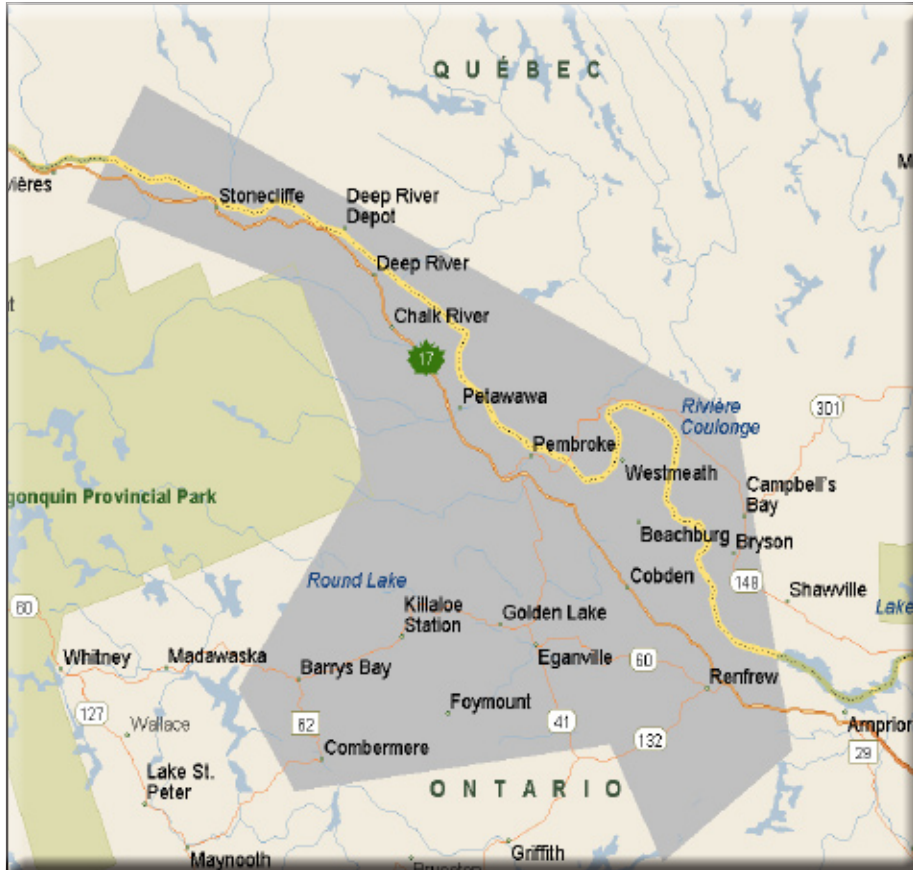 QUÉBEC
M
vières
Stonecliffe
Deep River
Depot
Deep River
Chalk River
17
Petawawa
Rivière
Coulonge
301
Pembroke
Westmeath
Campbell's
Bay
gonquin Provincial Park
Beachburg
Bryson
Round Lake
Cobden
148
Shawville
60
Killaloe
Station
Golden Lake
Lake
Whitney
Madawaska
Eganville
60
Barrys Bay
Renfrew
127
Wallace
62
Foymount
41
132
Arnprior
29
Combermere
Lake St.
Peter
ONTARIO
Maynooth
Griffith